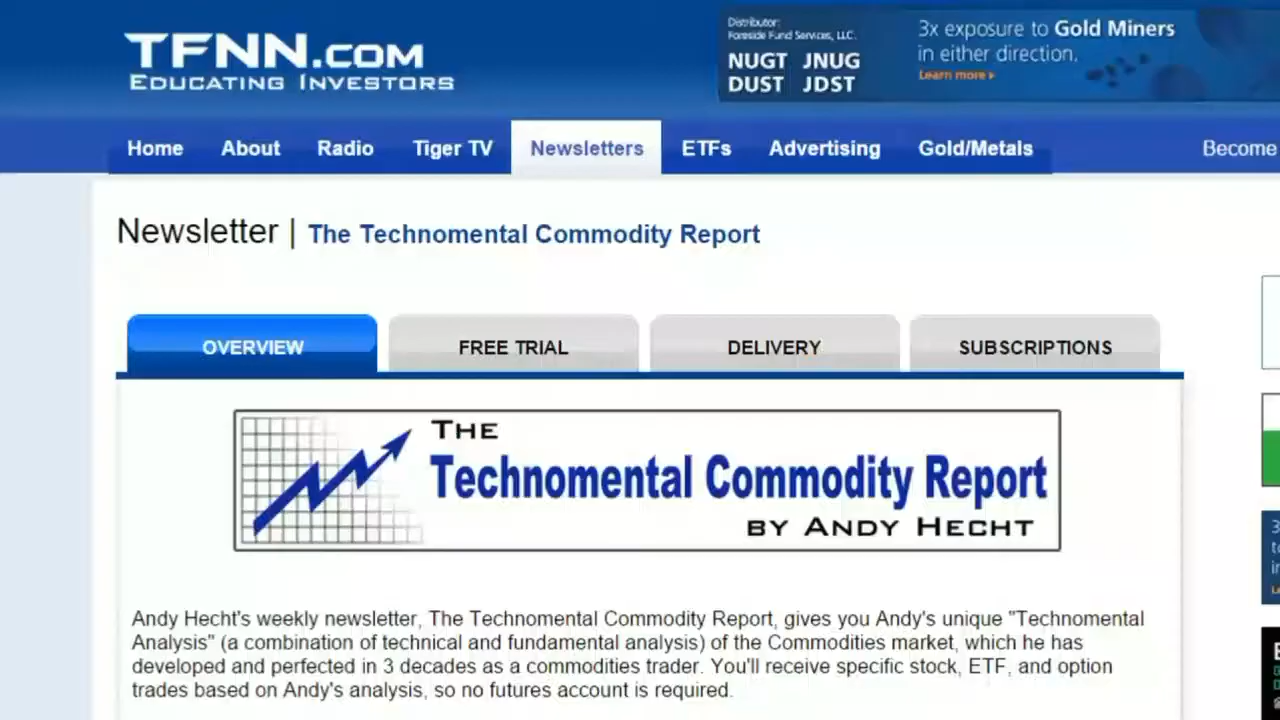 TFNN.COM
EDUCATING INVESTORS
Distributor:
Foreside Fund Services, LLC.
NUGT JNUG
DUST JDST
3x exposure to Gold Miners
in either direction.
Learn more
Home About Radio Tiger TV Newsletters ETFs Advertising Gold/Metals Become
Newsletter | The Technomental Commodity Report
OVERVIEW FREE TRIAL DELIVERY SUBSCRIPTIONS
THE
Technomental Commodity Report
BY ANDY HECHT
Andy Hecht's weekly newsletter, The Technomental Commodity Report, gives you Andy's unique "Technomental
Analysis" (a combination of technical and fundamental analysis) of the Commodities market, which he has
developed and perfected in 3 decades as a commodities trader. You'll receive specific stock, ETF, and option
trades based on Andy's analysis, so no futures account is required.